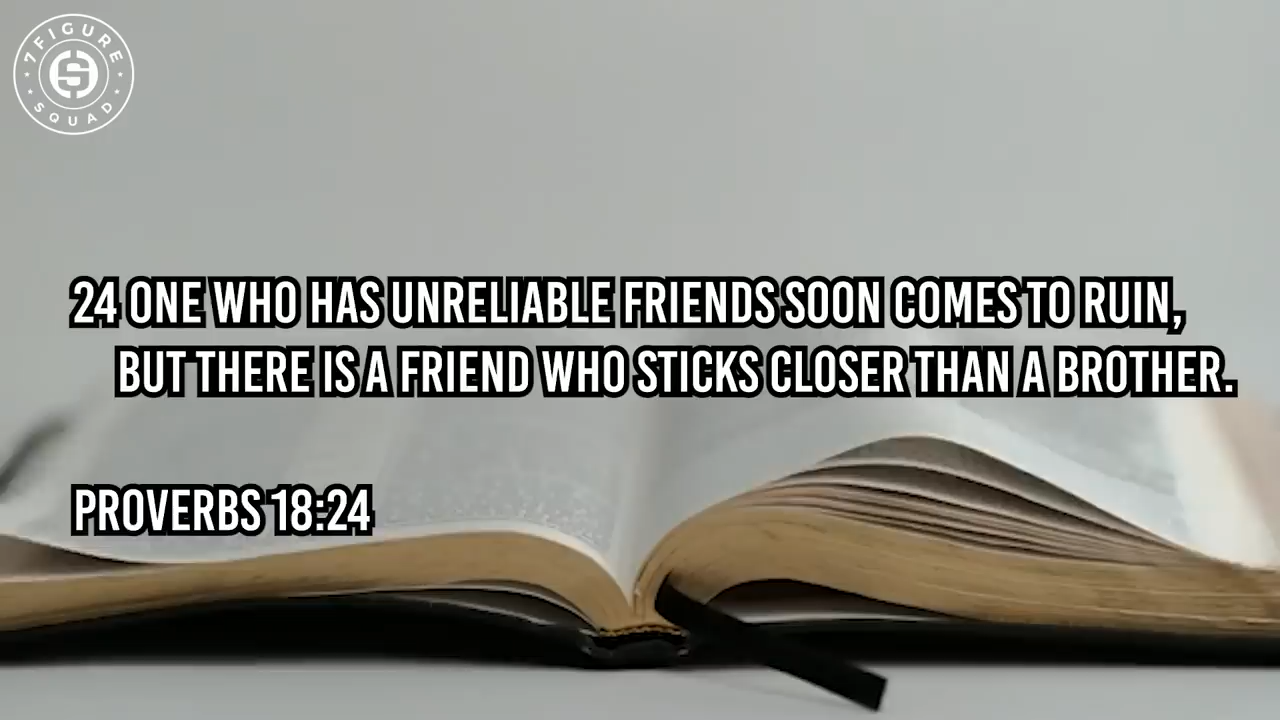 7FIGURE
SQUAD
24 ONE WHO HAS UNRELIABLE FRIENDS SOON COMES TO RUIN,
BUT THERE IS A FRIEND WHO STICKS CLOSER THAN A BROTHER.
PROVERBS 18:24